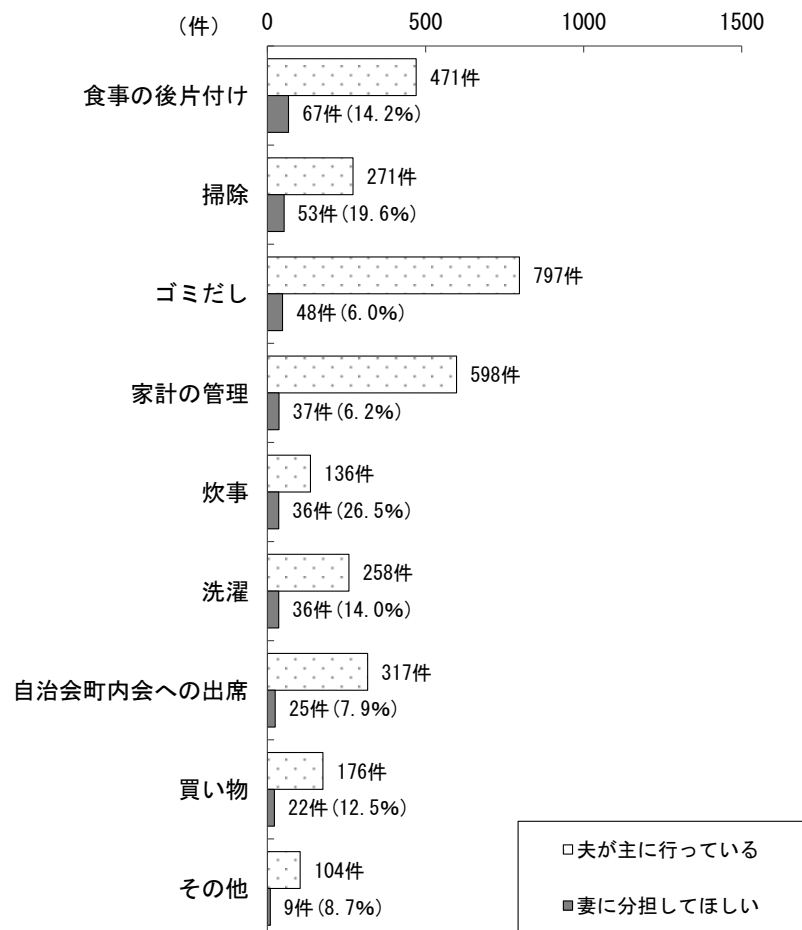 （件）
0 500 1000 1500
食事の後片付け
471件
67件(14.2%)
掃除
271件
53件(19.6%)
ゴミだし
797件
48件(6.0%)
家計の管理
598件
37件(6.2%)
炊事
136件
36件(26.5%)
洗濯
258件
36件(14.0%)
自治会町内会への出席
317件
25件(7.9%)
買い物
176件
22件(12.5%)
その他
104件
9件(8.7%)
夫が主に行っている
妻に分担してほしい